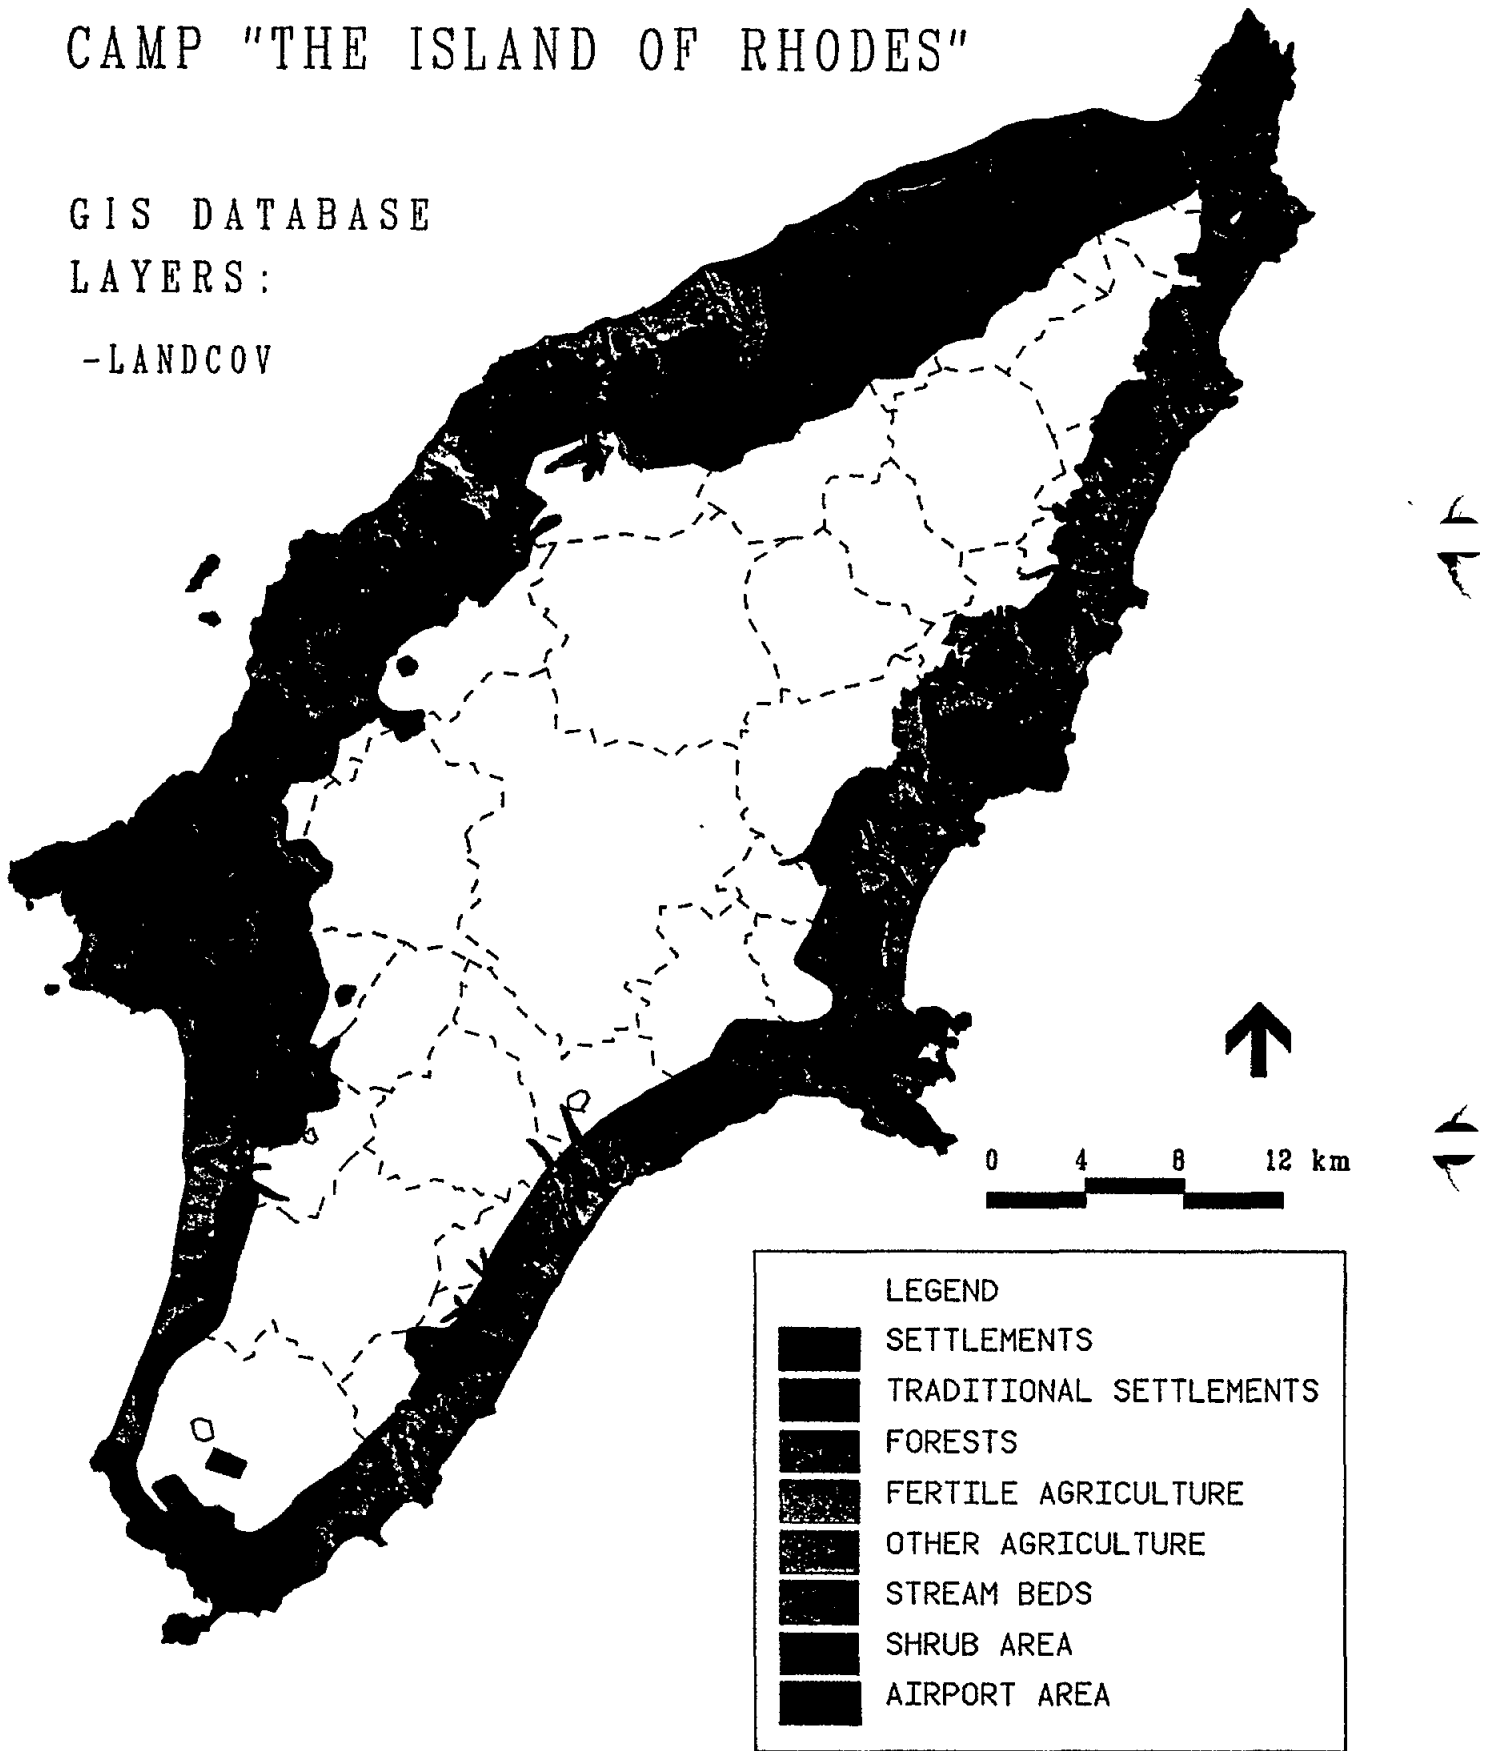 CAMP "THE ISLAND OF RHODES"
GIS DATABASE
LAYERS:
-LANDCOV
0 4 8 12 km
LEGEND
SETTLEMENTS
TRADITIONAL SETTLEMENTS
FORESTS
FERTILE AGRICULTURE
OTHER AGRICULTURE
STREAM BEDS
SHRUB AREA
AIRPORT AREA